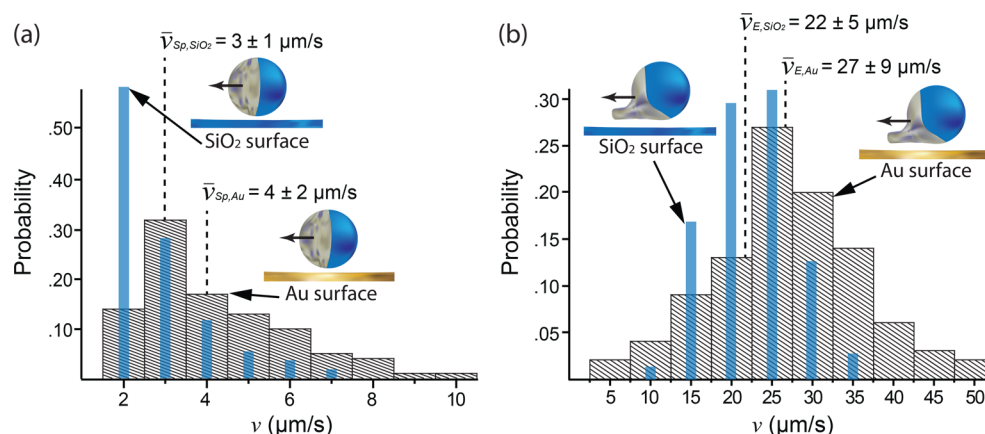 (a)
v̄Sp,SiO₂ = 3 ± 1 µm/s
SiO₂ surface
v̄Sp,Au = 4 ± 2 µm/s
Au surface
Probability
.50
.40
.30
.20
.10
2
4
6
8
10
v (µm/s)
(b)
v̄E,SiO₂ = 22 ± 5 µm/s
v̄E,Au = 27 ± 9 µm/s
SiO₂ surface
Au surface
Probability
.30
.25
.20
.15
.10
.05
5
10
15
20
25
30
35
40
45
50
v (µm/s)